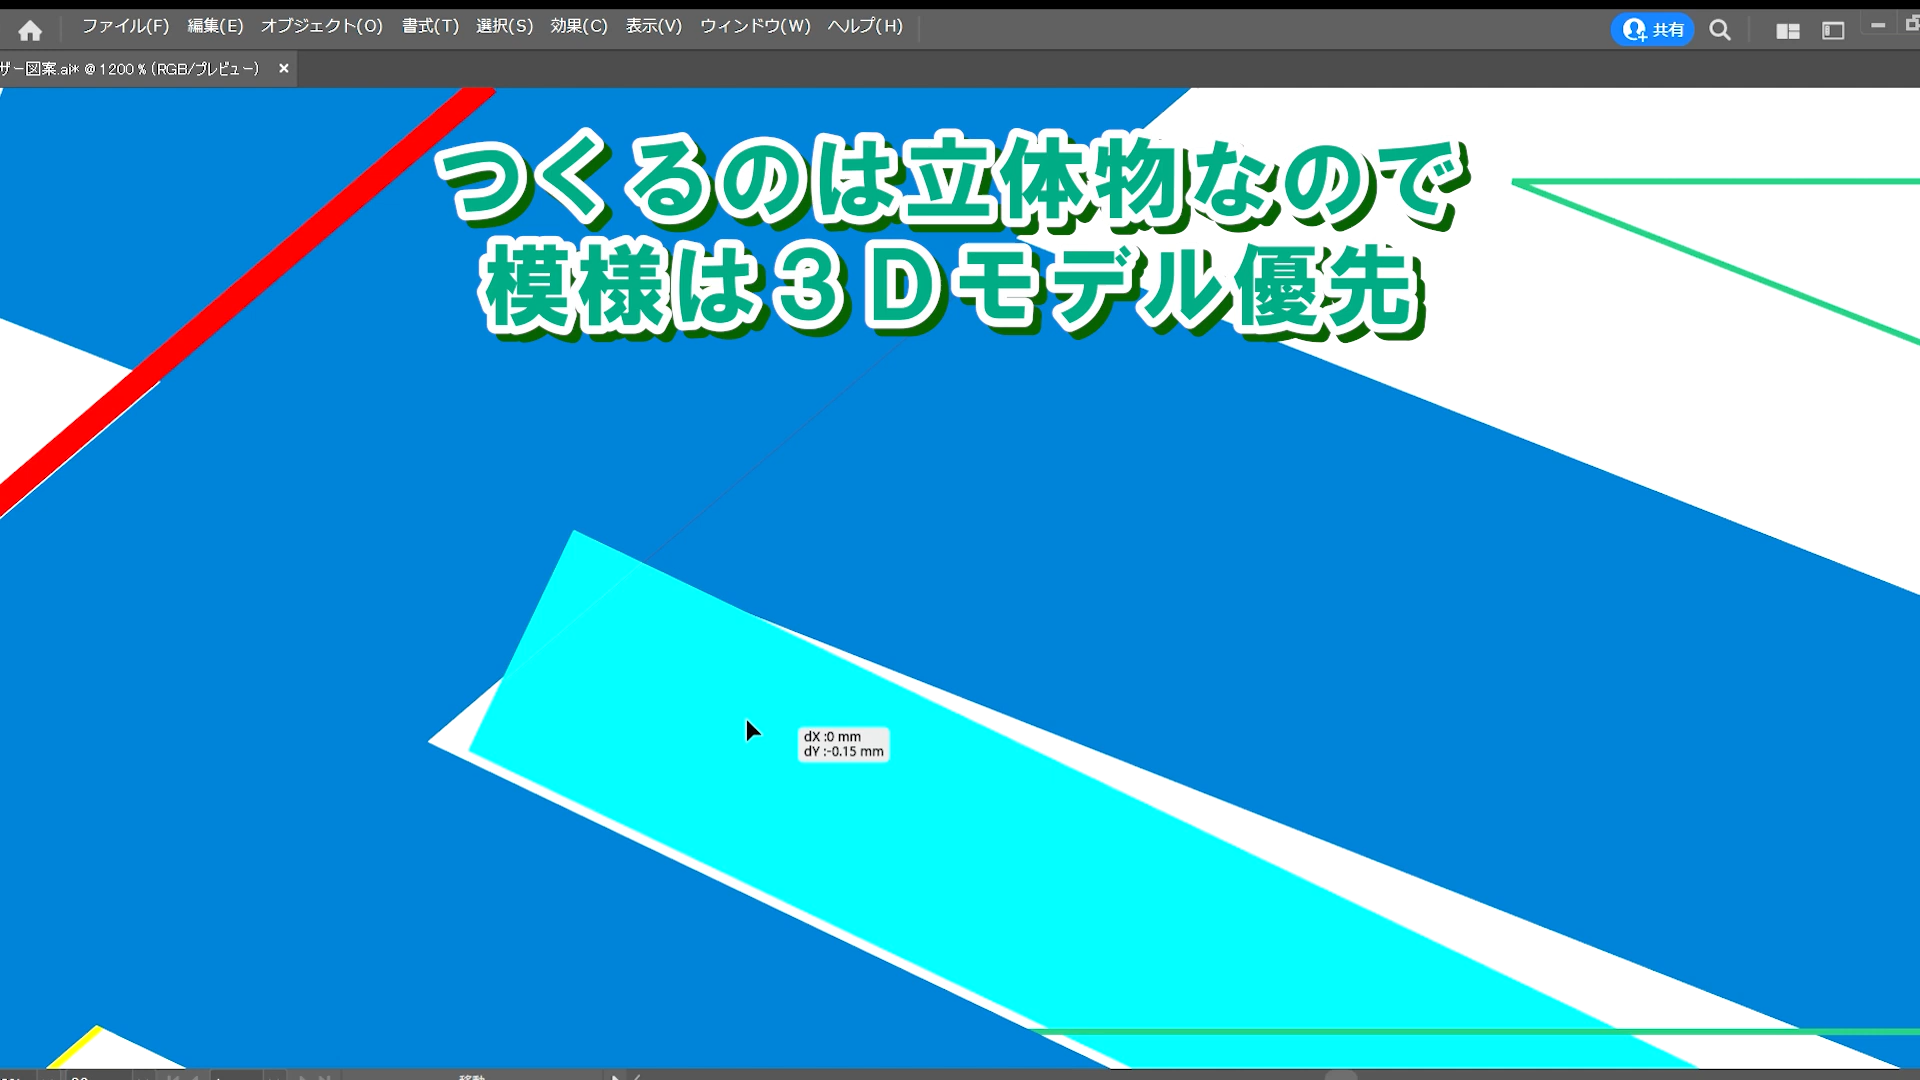 ファイル(F) 編集(E) オブジェクト(O) 書式(T) 選択(S) 効果(C) 表示(V) ウィンドウ(W) ヘルプ(H)
共有
ザー図案.ai* @ 1200 % (RGB/プレビュー) ×
つくるのは立体物なので
模様は３Ｄモデル優先
dX :0 mm
dY :-0.15 mm